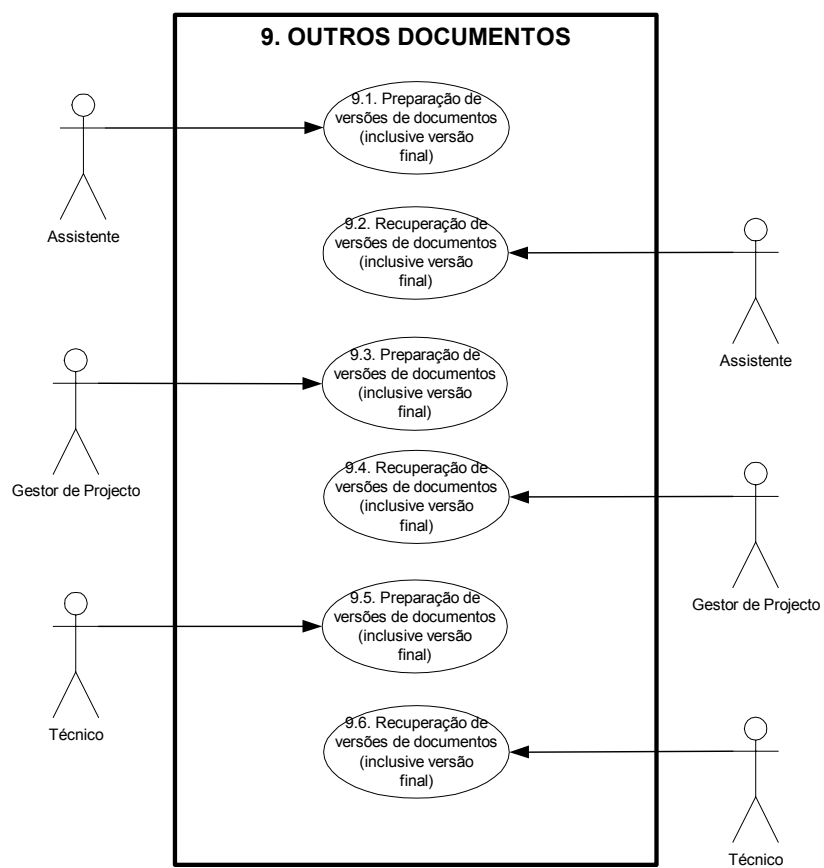 9. OUTROS DOCUMENTOS
9.1. Preparação de
versões de documentos
(inclusive versão
final)
Assistente
9.2. Recuperação de
versões de documentos
(inclusive versão
final)
Assistente
9.3. Preparação de
versões de documentos
(inclusive versão
final)
Gestor de Projecto
9.4. Recuperação de
versões de documentos
(inclusive versão
final)
Gestor de Projecto
9.5. Preparação de
versões de documentos
(inclusive versão
final)
Técnico
9.6. Recuperação de
versões de documentos
(inclusive versão
final)
Técnico